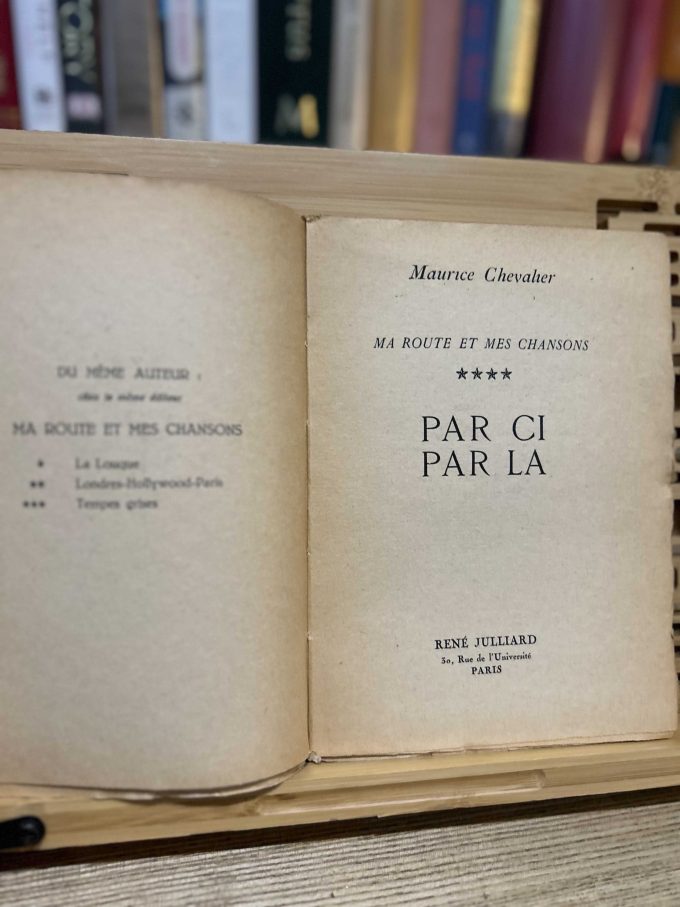 DU MÊME AUTEUR :
chez le même éditeur
MA ROUTE ET MES CHANSONS
* La Louque
** Londres-Hollywood-Paris
*** Tempes grises
Maurice Chevalier
MA ROUTE ET MES CHANSONS
****
PAR CI
PAR LA
RENÉ JULLIARD
30, Rue de l'Université
PARIS